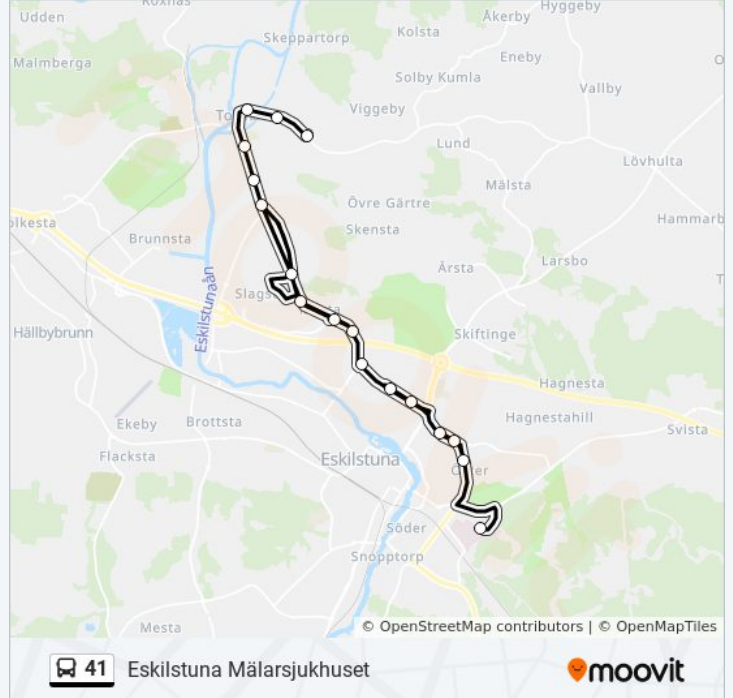 Udden
Roxnäs
Hyggeby
Åkerby
Kolsta
Skeppartorp
Eneby
Malmberga
Solby Kumla
Vallby
Viggeby
Lund
Lövhulta
Mälsta
Övre Gärtre
Hammarb
Skensta
Brunnsta
Larsbo
Årsta
Eskilstunaån
Hällbybrunn
Skiftinge
Hagnesta
Ekeby
Brottsta
Hagnestahill
Svista
Flacksta
Eskilstuna
Söder
Snopptorp
Mesta
© OpenStreetMap contributors | © OpenMapTiles
41 Eskilstuna Mälarsjukhuset
moovit